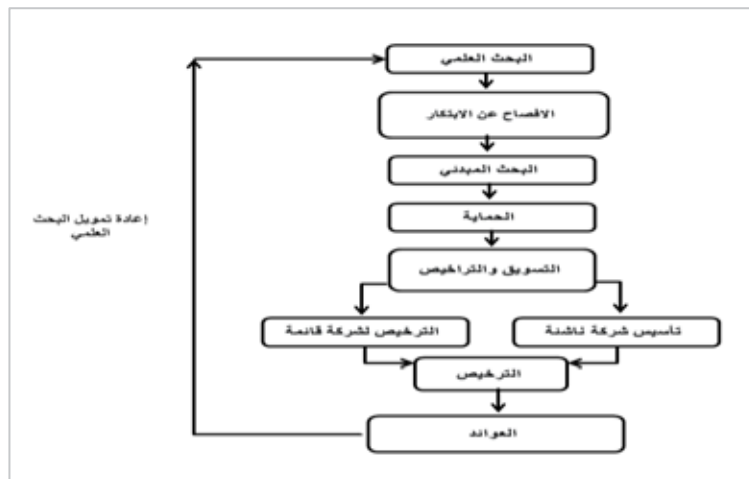 البحث العلمي
الافصاح عن الابتكار
البحث المبدئي
الحماية
إعادة تمويل البحث
العلمي
التسويق والتراخيص
الترخيص لشركة قائمة
تأسيس شركة ناشئة
الترخيص
العوائد